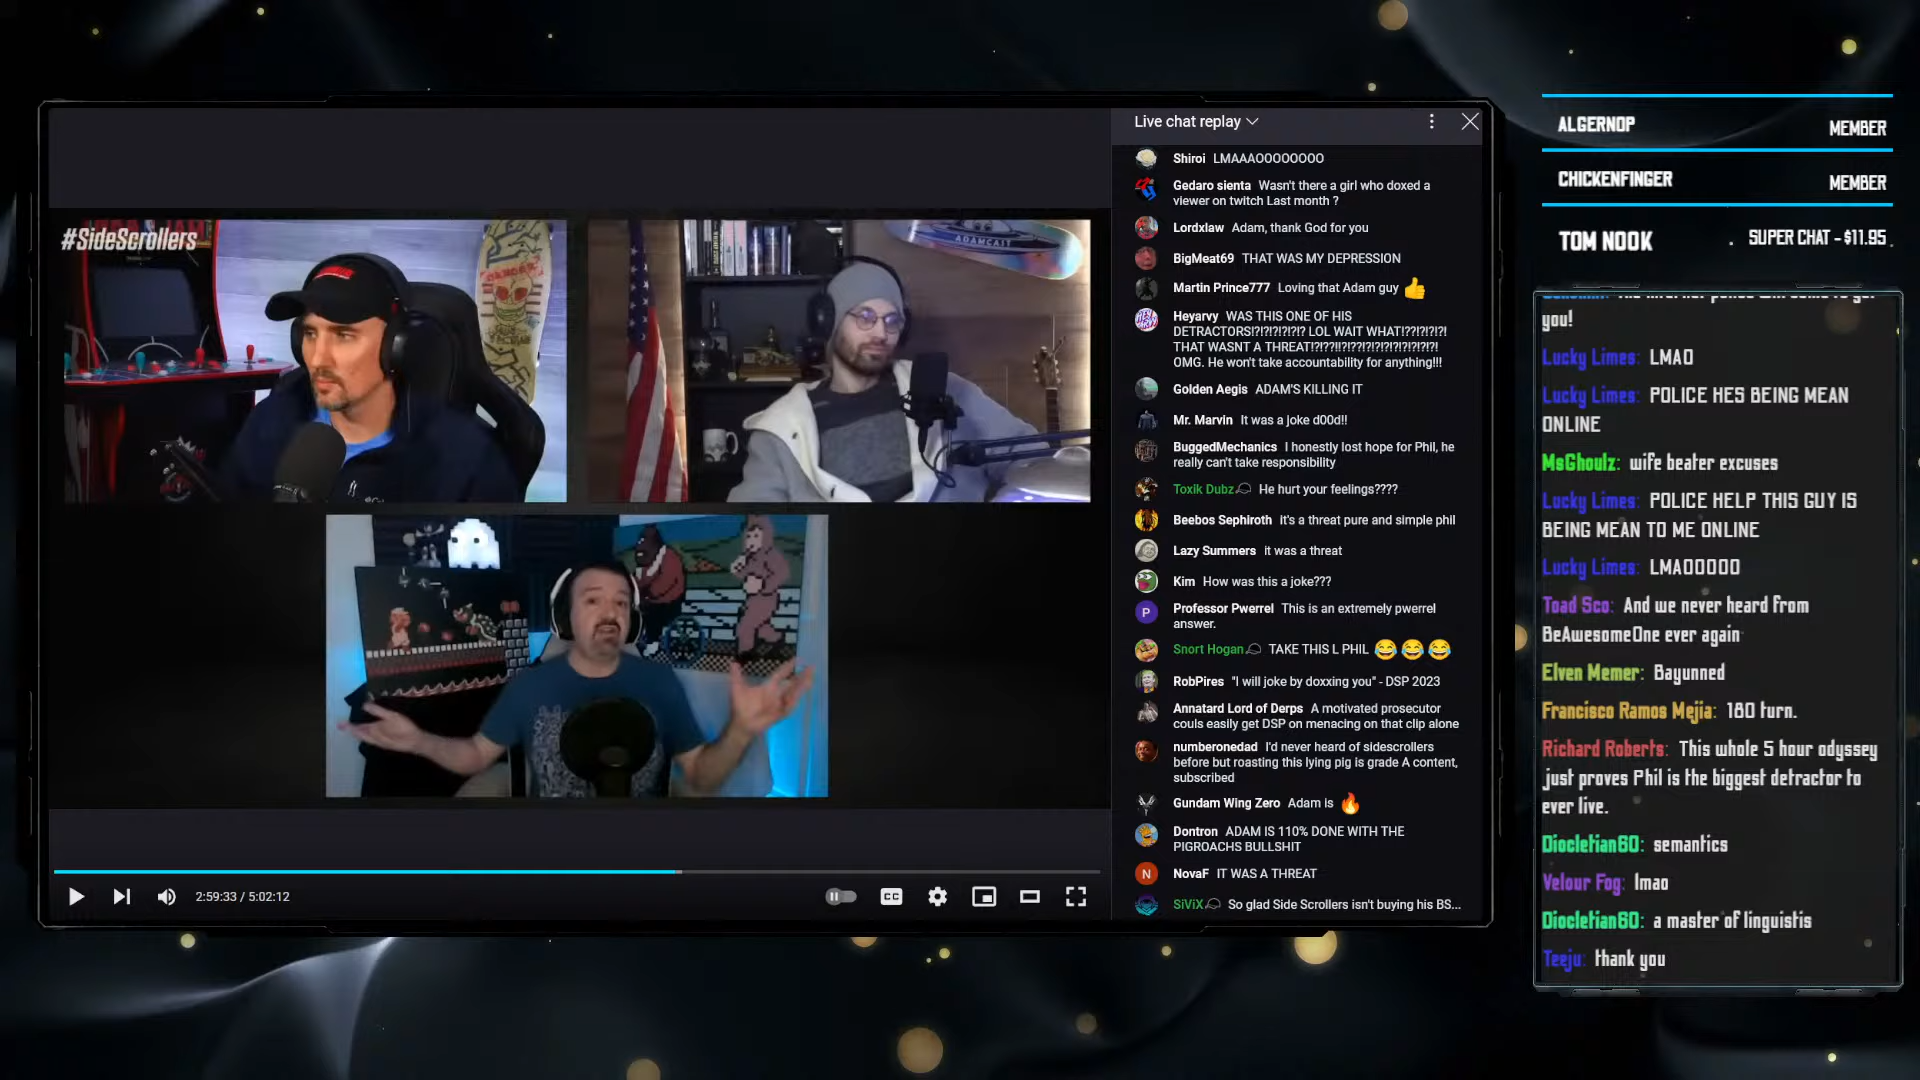 #SideScrollers
ADAMCAST
2:59:33 / 5:02:12
CC
Live chat replay
Shiroi LMAAAOOOOOOOO
Gedaro sienta Wasn't there a girl who doxed a
viewer on twitch Last month ?
Lordxlaw Adam, thank God for you
BigMeat69 THAT WAS MY DEPRESSION
Martin Prince777 Loving that Adam guy
Heyarvy WAS THIS ONE OF HIS
DETRACTORS!?!?!?!?!? LOL WAIT WHAT!??!?!?!
THAT WASNT A THREAT!?!??!!?!??!?!?!?!?!?!?!?!
OMG. He won't take accountability for anything!!!
Golden Aegis ADAM'S KILLING IT
Mr. Marvin It was a joke d00d!!
BuggedMechanics I honestly lost hope for Phil, he
really can't take responsibility
Toxik Dubz He hurt your feelings????
Beebos Sephiroth It's a threat pure and simple phil
Lazy Summers it was a threat
Kim How was this a joke???
P
Professor Pwerrel This is an extremely pwerrel
answer.
Snort Hogan TAKE THIS L PHIL
RobPires "I will joke by doxxing you" - DSP 2023
Annatard Lord of Derps A motivated prosecutor
couls easily get DSP on menacing on that clip alone
numberonedad I'd never heard of sidescrollers
before but roasting this lying pig is grade A content,
subscribed
Gundam Wing Zero Adam is
Dontron ADAM IS 110% DONE WITH THE
PIGROACHS BULLSHIT
N
NovaF IT WAS A THREAT
SiViX So glad Side Scrollers isn't buying his BS...
ALGERNOP MEMBER
CHICKENFINGER MEMBER
TOM NOOK . SUPER CHAT - $11.95 .
you!
Lucky Limes: LMAO
Lucky Limes: POLICE HES BEING MEAN
ONLINE
MsGhoulz: wife beater excuses
Lucky Limes: POLICE HELP THIS GUY IS
BEING MEAN TO ME ONLINE
Lucky Limes: LMAOOOOO
Toad Sco: And we never heard from
BeAwesomeOne ever again
Elven Memer: Bayunned
Francisco Ramos Mejia: 180 turn.
Richard Roberts: This whole 5 hour odyssey
just proves Phil is the biggest detractor to
ever live.
Diocletian60: semantics
Velour Fog: lmao
Diocletian60: a master of linguistis
Teeju: thank you